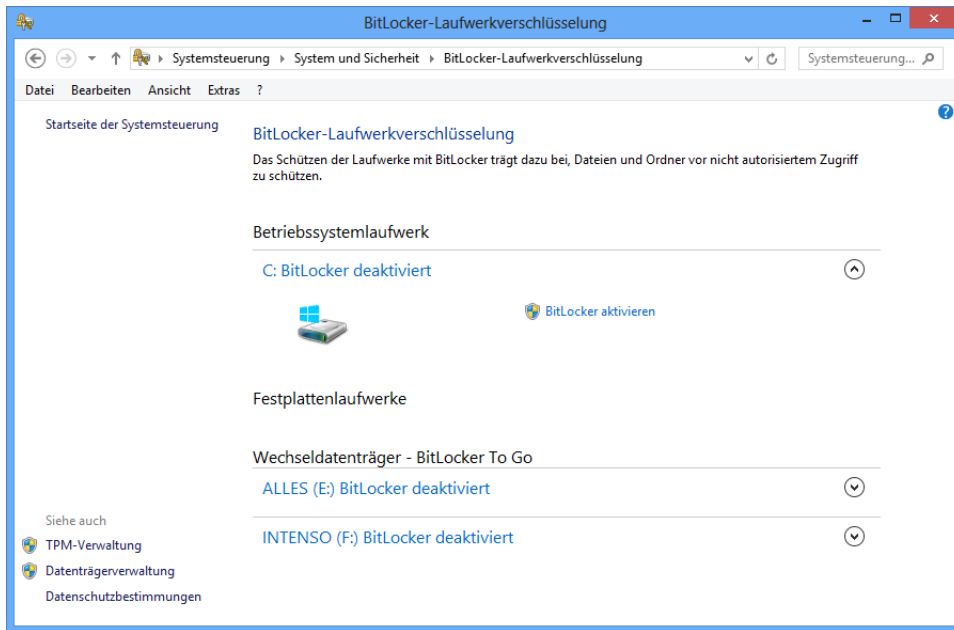 BitLocker-Laufwerkverschlüsselung
Systemsteuerung System und Sicherheit BitLocker-Laufwerkverschlüsselung Systemsteuerung...
Datei Bearbeiten Ansicht Extras ?
Startseite der Systemsteuerung
BitLocker-Laufwerkverschlüsselung
Das Schützen der Laufwerke mit BitLocker trägt dazu bei, Dateien und Ordner vor nicht autorisiertem Zugriff
zu schützen.
Betriebssystemlaufwerk
C: BitLocker deaktiviert
BitLocker aktivieren
Festplattenlaufwerke
Wechseldatenträger - BitLocker To Go
ALLES (E:) BitLocker deaktiviert
INTENSO (F:) BitLocker deaktiviert
Siehe auch
TPM-Verwaltung
Datenträgerverwaltung
Datenschutzbestimmungen